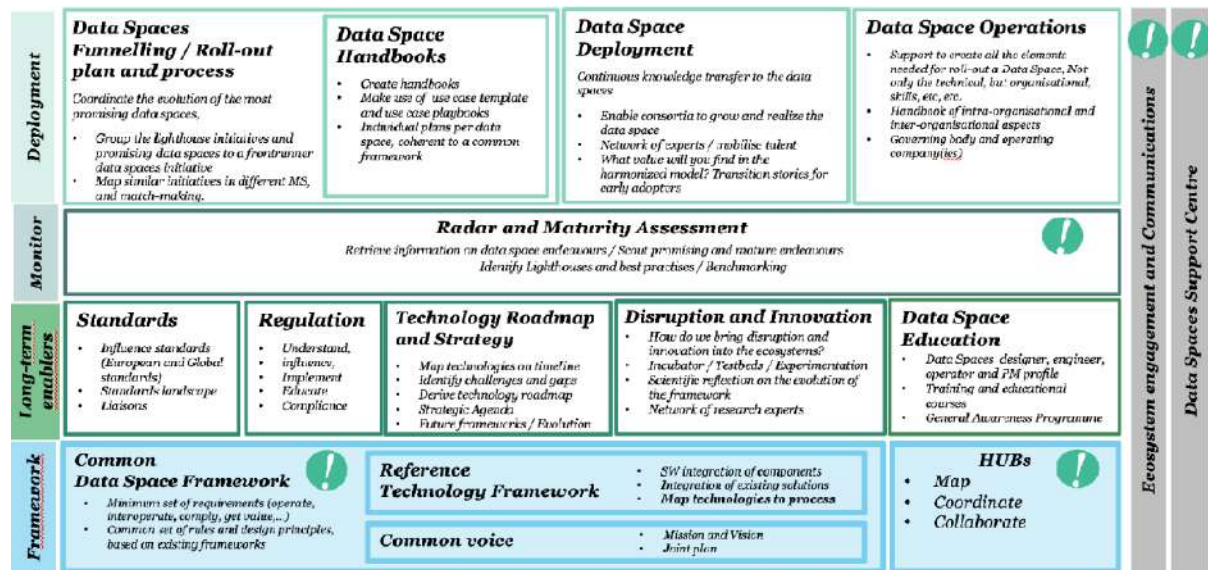 Deployment
Data Spaces
Funnelling / Roll-out
plan and process
Coordinate the evolution of the most
promising data spaces,
• Group the lighthouse initiatives and
promising data spaces to a frontrunner
data spaces initiative
• Map similar initiatives in different MS,
and match-making.
Data Space
Handbooks
• Create handbooks
• Make use of use case template
and use case playbooks
• Individual plans per data
space, coherent to a common
framework
Data Space
Deployment
Continuous knowledge transfer to the data
spaces
• Enable consortia to grow and realize the
data space
• Network of experts / mobilise talent
• What value will you find in the
harmonized model? Transition stories for
early adopters
Data Space Operations
• Support to create all the elements
needed for roll-out a Data Space, Not
only the technical, but organisational,
skills, etc, etc.
• Handbook of intra-organisational and
inter-organisational aspects
• Governing body and operating
company(ies)
Monitor
Radar and Maturity Assessment
Retrieve information on data space endeavours / Scout promising and mature endeavours
Identify Lighthouses and best practises / Benchmarking
!
Long-term
enablers
Standards
• Influence standards
(European and Global
standards)
• Standards landscape
• Liaisons
Regulation
• Understand,
• influence,
• Implement
• Educate
• Compliance
Technology Roadmap
and Strategy
• Map technologies on timeline
• Identify challenges and gaps
• Derive technology roadmap
• Strategic Agenda
• Future frameworks / Evolution
Disruption and Innovation
• How do we bring disruption and
innovation into the ecosystems?
• Incubator / Testbeds / Experimentation
• Scientific reflection on the evolution of
the framework
• Network of research experts
Data Space
Education
• Data Spaces designer, engineer,
operator and PM profile
• Training and educational
courses
• General Awareness Programme
Framework
Common
Data Space Framework
!
• Minimum set of requirements (operate,
interoperate, comply, get value,...)
• Common set of rules and design principles,
based on existing frameworks
Reference
Technology Framework
• SW integration of components
• Integration of existing solutions
• Map technologies to process
Common voice
• Mission and Vision
• Joint plan
HUBs
!
• Map
• Coordinate
• Collaborate
!
Ecosystem engagement and Communications
!
Data Spaces Support Centre